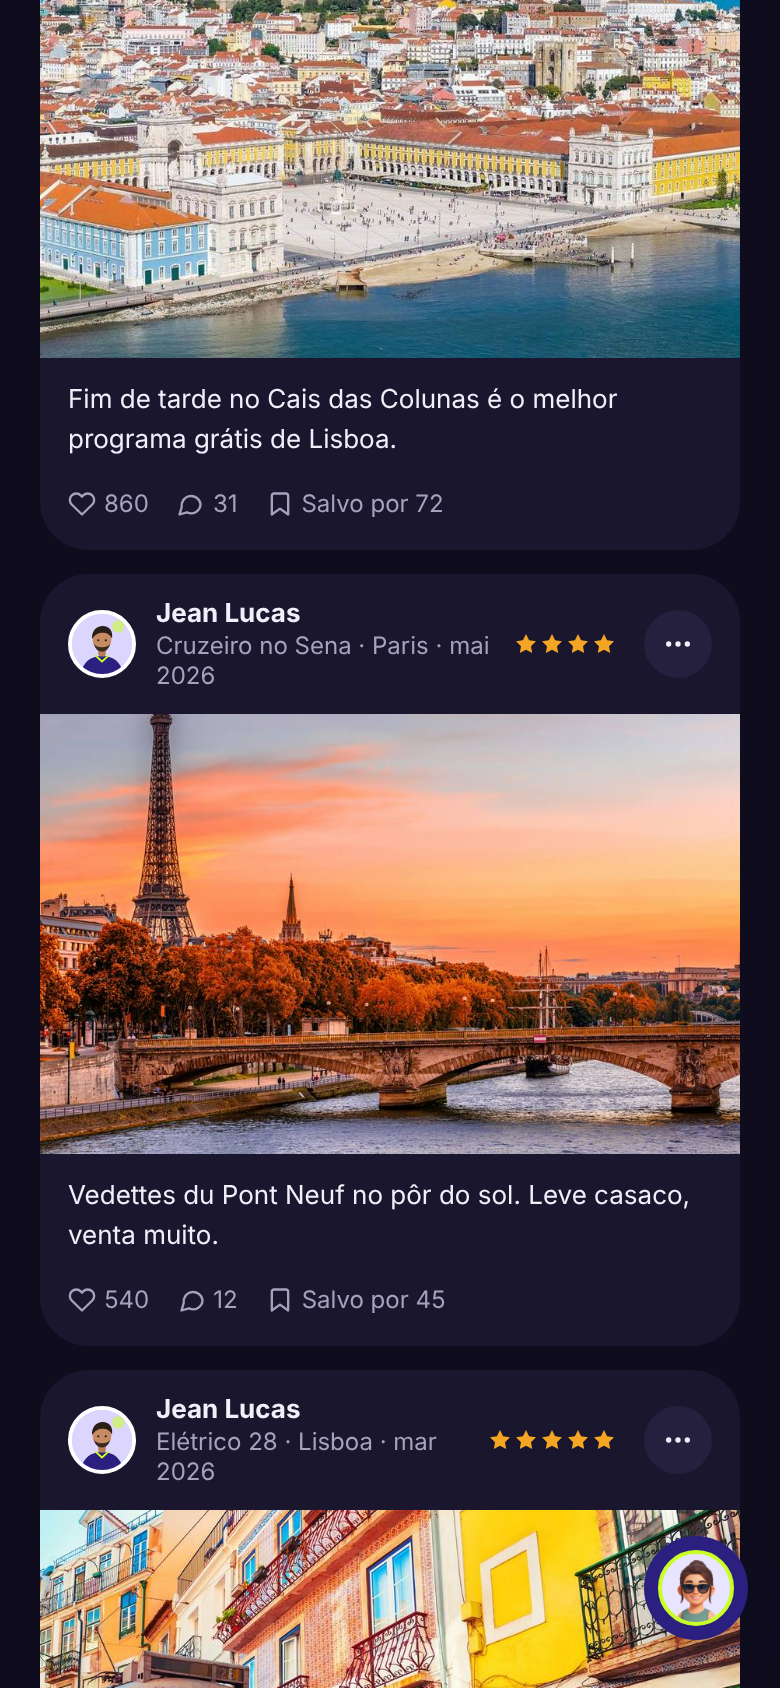 Fim de tarde no Cais das Colunas é o melhor
programa grátis de Lisboa.
860 31 Salvo por 72
Jean Lucas
Cruzeiro no Sena · Paris · mai
2026
Vedettes du Pont Neuf no pôr do sol. Leve casaco,
venta muito.
540 12 Salvo por 45
Jean Lucas
Elétrico 28 · Lisboa · mar
2026